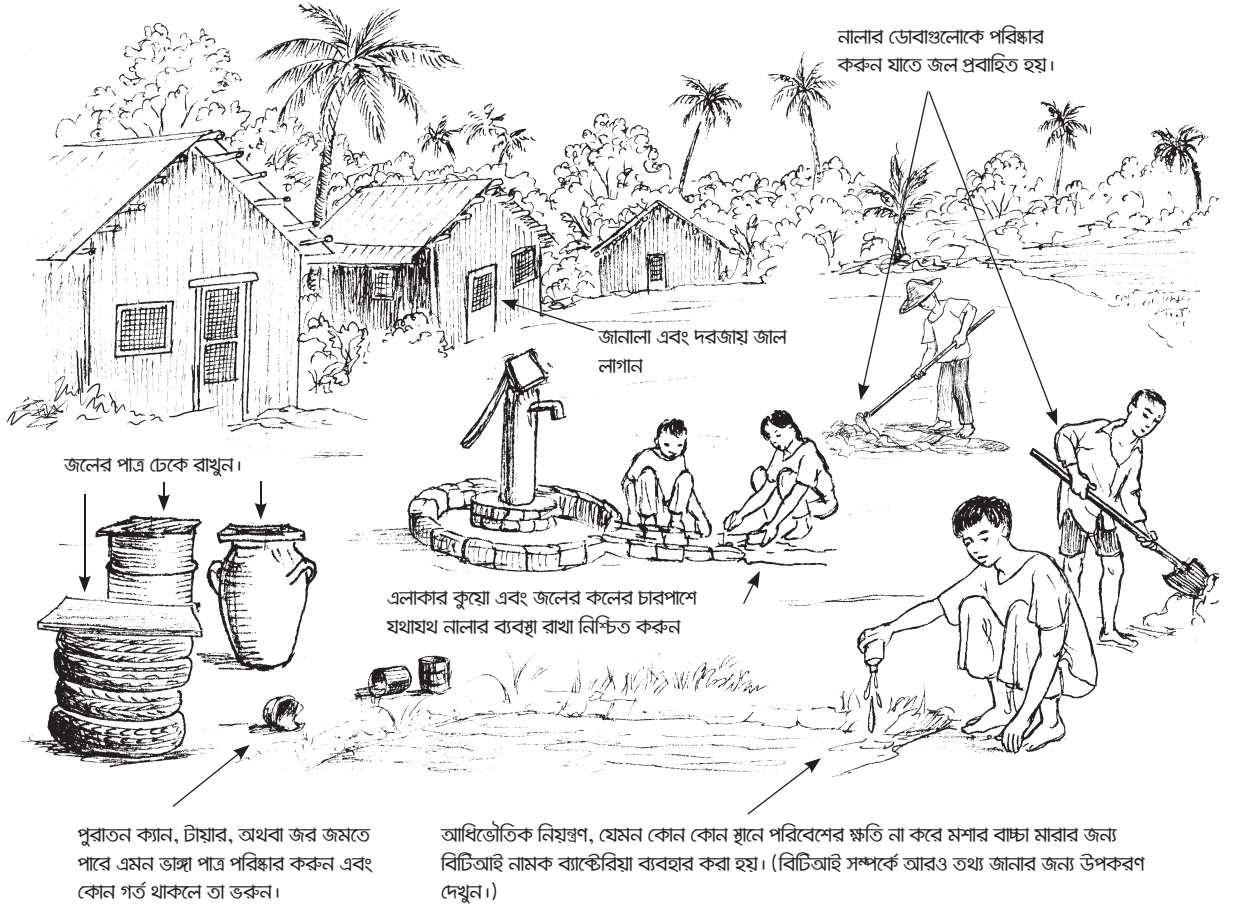 নালার ডোবাগুলোকে পরিষ্কার
করুন যাতে জল প্রবাহিত হয়।
জানালা এবং দরজায় জাল
লাগান
জলের পাত্র ঢেকে রাখুন।
এলাকার কুয়ো এবং জলের কলের চারপাশে
যথাযথ নালার ব্যবস্থা রাখা নিশ্চিত করুন
পুরাতন ক্যান, টায়ার, অথবা জর জমতে
পারে এমন ভাঙ্গা পাত্র পরিষ্কার করুন এবং
কোন গর্ত থাকলে তা ভরুন।
আধিভৌতিক নিয়ন্ত্রণ, যেমন কোন কোন স্থানে পরিবেশের ক্ষতি না করে মশার বাচ্চা মারার জন্য
বিটিআই নামক ব্যাক্টেরিয়া ব্যবহার করা হয়। (বিটিআই সম্পর্কে আরও তথ্য জানার জন্য উপকরণ
দেখুন।)